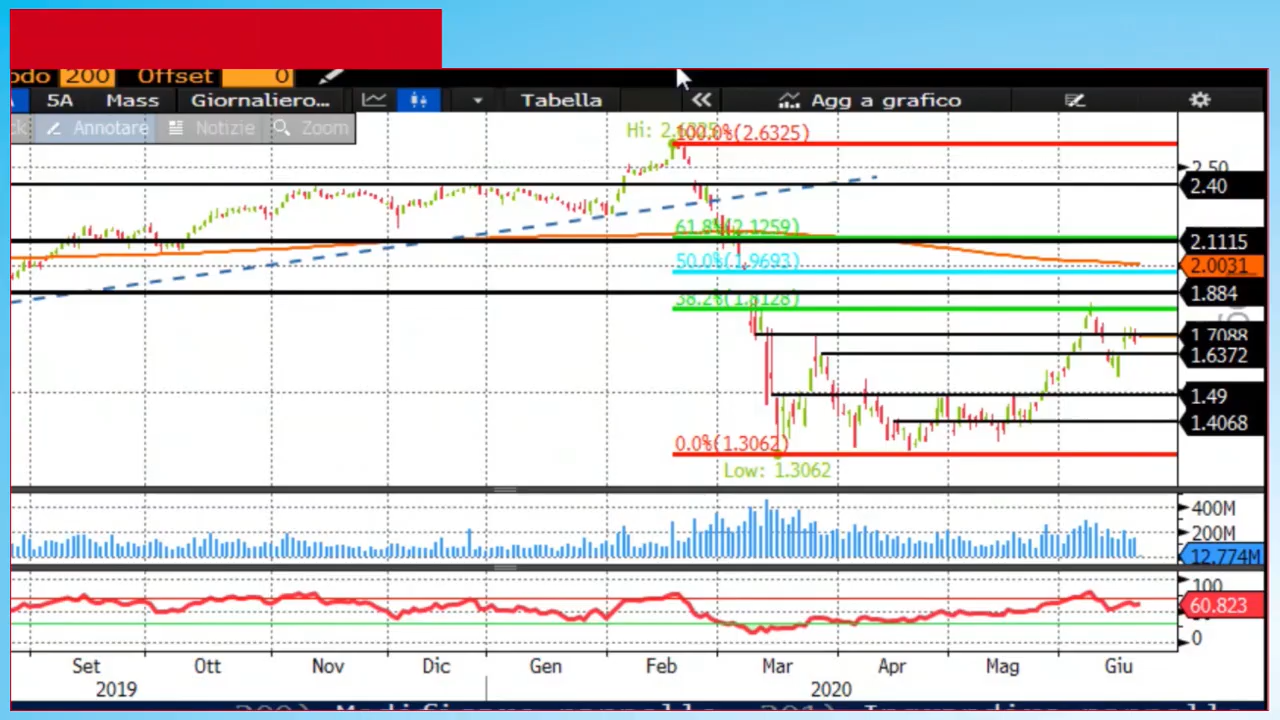 odo 200 Offset 0
5A Mass Giornaliero... Tabella « Agg a grafico
Annotare Notizie Zoom
Hi: 2.6325 100.0%(2.6325)
2.50
2.40
61.8%(2.1259)
2.1115
50.0%(1.9693)
2.0031
38.2%(1.8128)
1.884
1.7088
1.6372
1.49
1.4068
0.0%(1.3062)
Low: 1.3062
400M
200M
12.774M
100
60.823
0
Set Ott Nov Dic Gen Feb Mar Apr Mag Giu
2019 2020